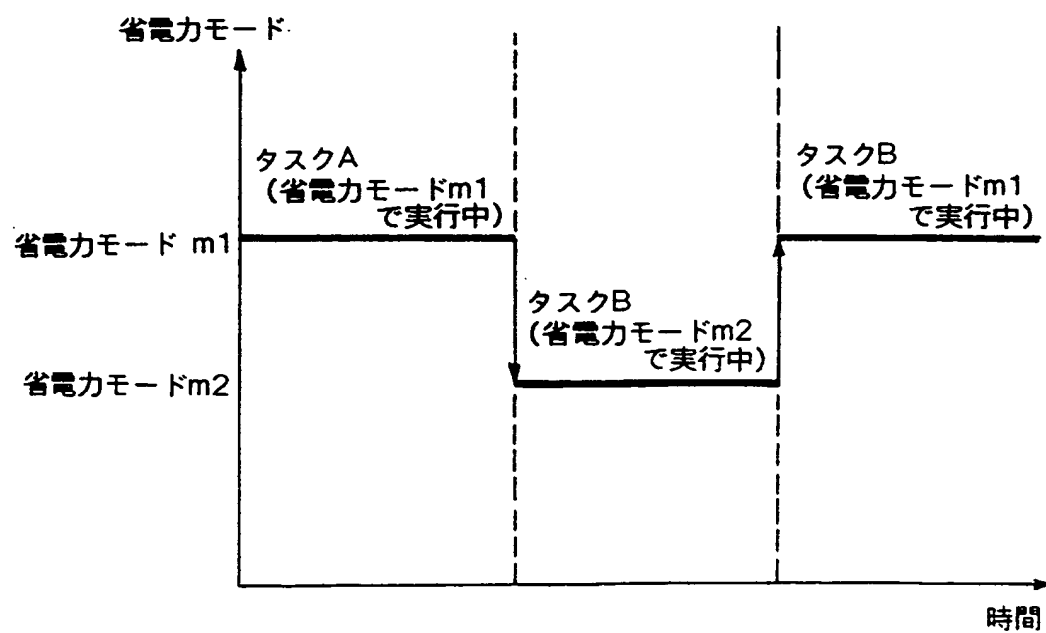 省電力モード
タスクA
(省電力モードm1
で実行中)
タスクB
(省電力モードm1
で実行中)
省電力モード m1
タスクB
(省電力モードm2
で実行中)
省電力モードm2
時間